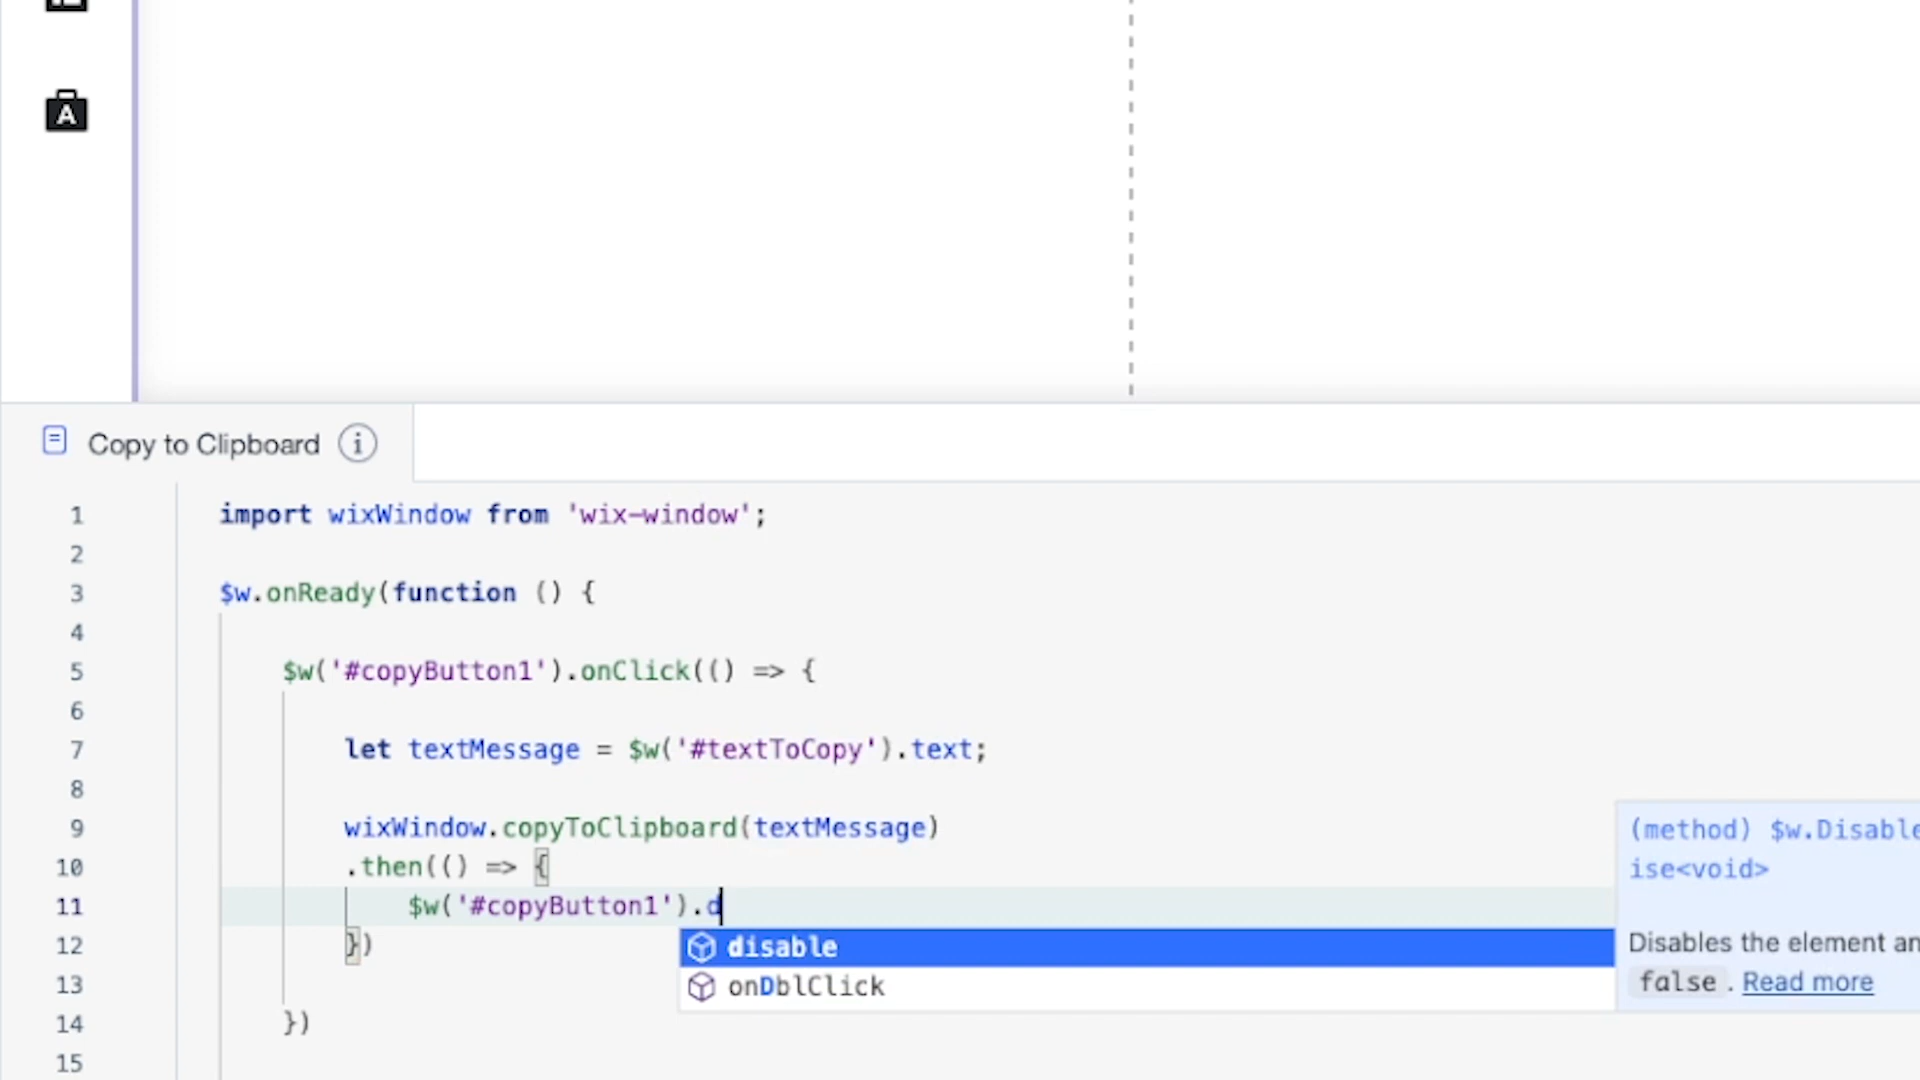 A
Copy to Clipboard i
1 import wixWindow from 'wix-window';
2
3 $w.onReady(function () {
4
5 $w('#copyButton1').onClick(() => {
6
7 let textMessage = $w('#textToCopy').text;
8
9 wixWindow.copyToClipboard(textMessage)
10 .then(() => {
11 $w('#copyButton1').d
12 })
13
14 })
15
disable
onDblClick
(method) $w.Disable
ise<void>
Disables the element an
false . Read more